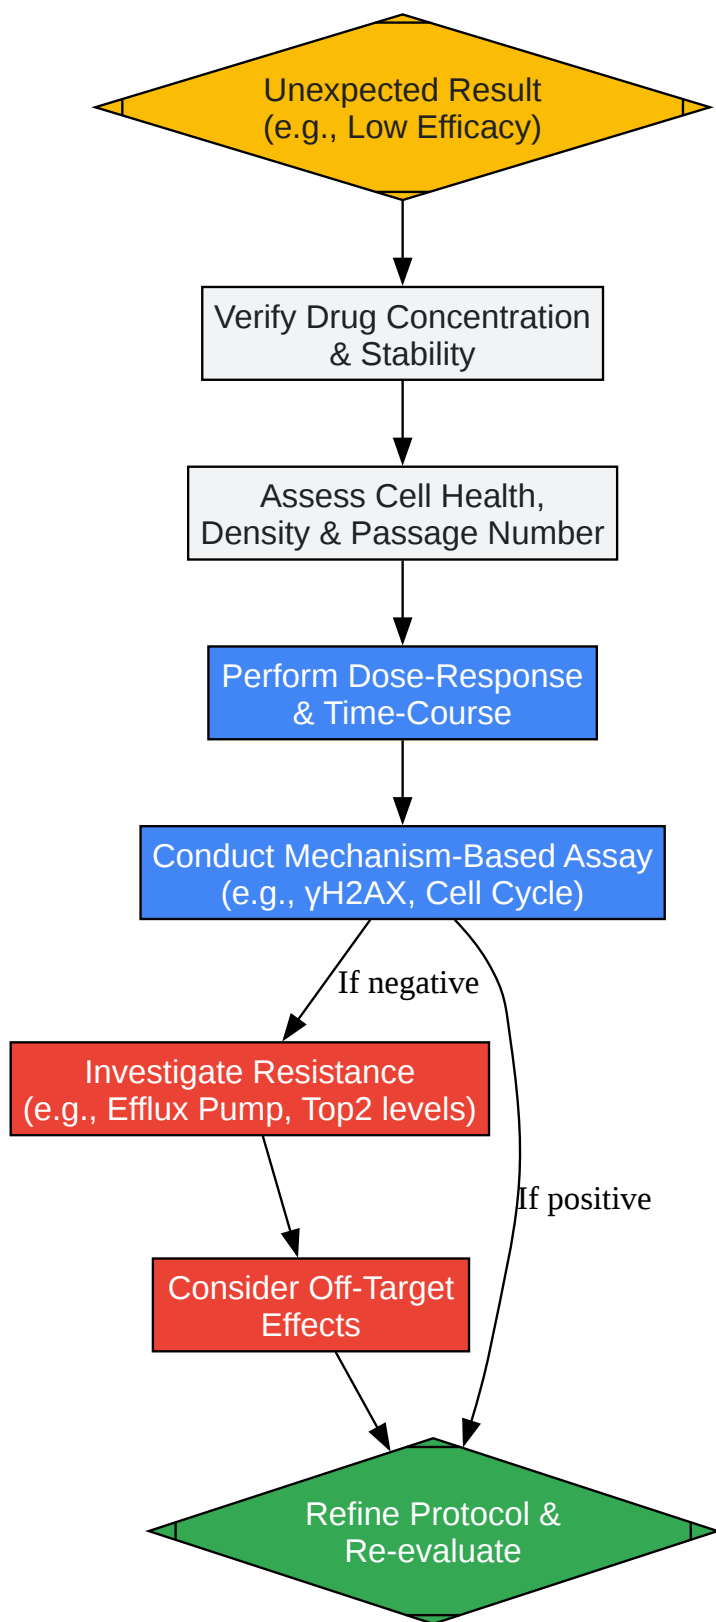 Unexpected Result
(e.g., Low Efficacy)
Verify Drug Concentration
& Stability
Assess Cell Health,
Density & Passage Number
Perform Dose-Response
& Time-Course
Conduct Mechanism-Based Assay
(e.g., γH2AX, Cell Cycle)
If negative
Investigate Resistance
(e.g., Efflux Pump, Top2 levels)
If positive
Consider Off-Target
Effects
Refine Protocol &
Re-evaluate